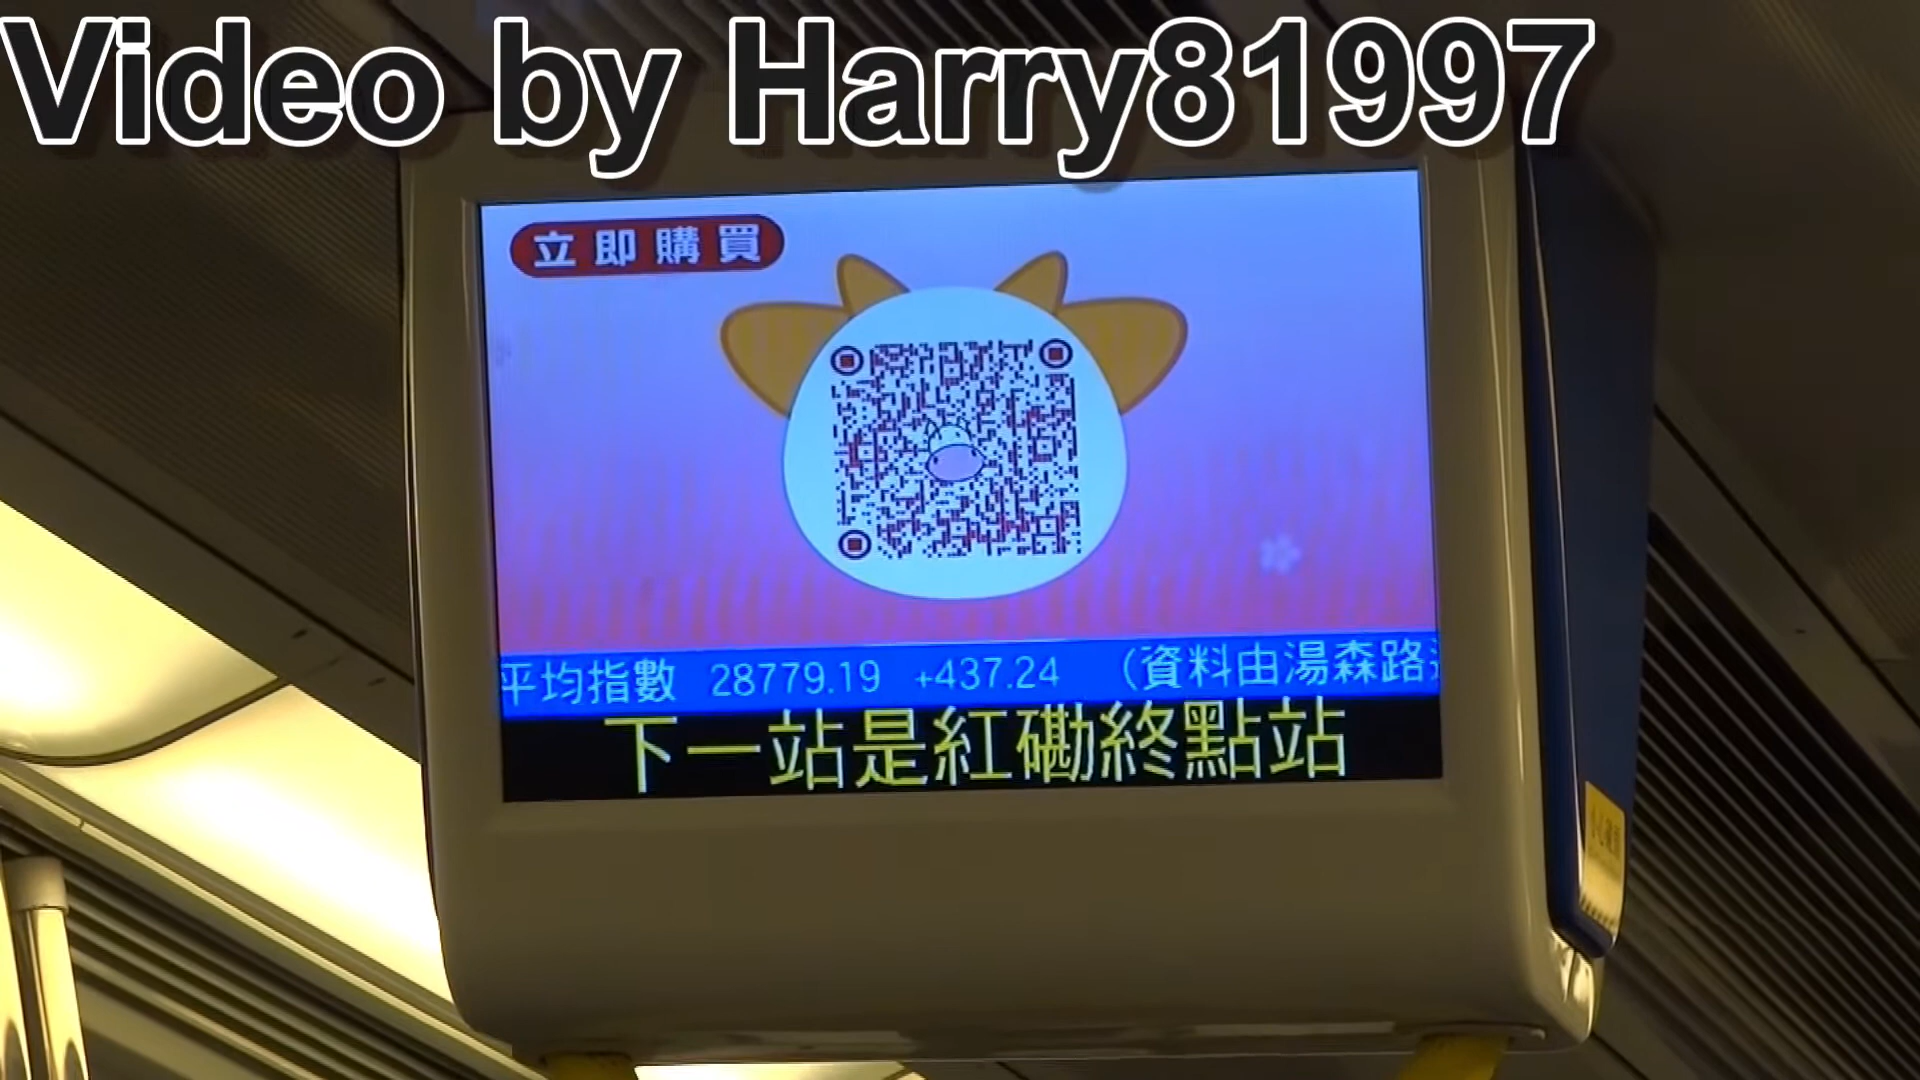 Video by Harry81997
立即購買
平均指數 28779.19 +437.24 (資料由湯森路
下一站是紅磡終點站